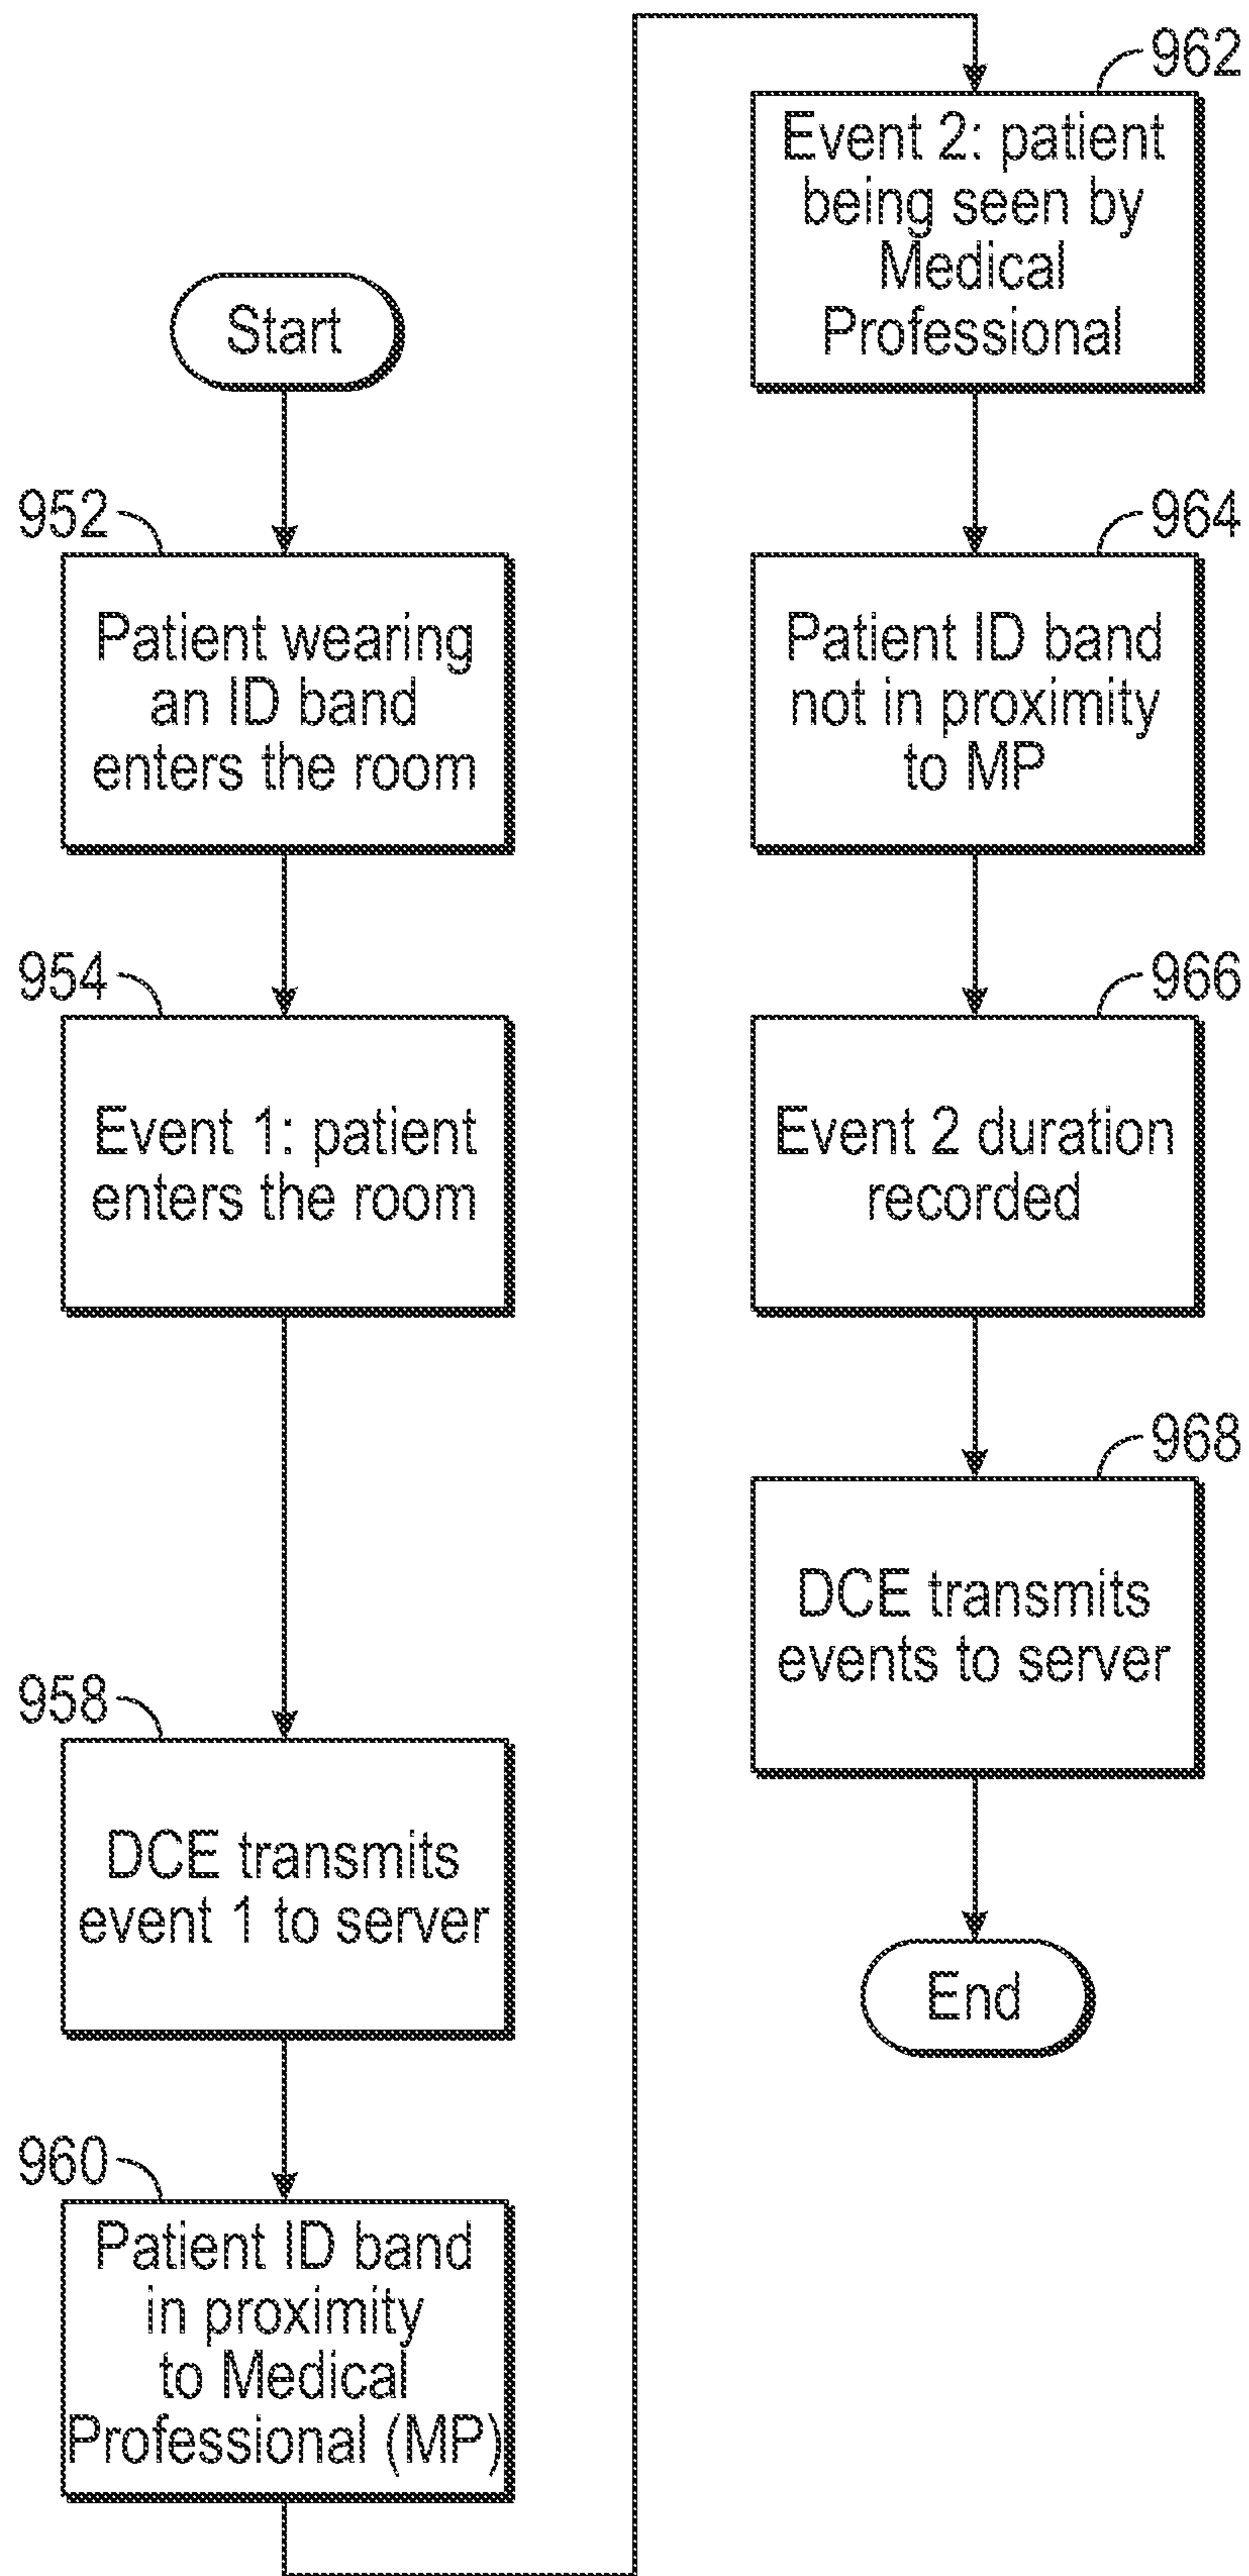 Start
952
Patient wearing
an ID band
enters the room
954
Event 1: patient
enters the room
958
DCE transmits
event 1 to server
960
Patient ID band
in proximity
to Medical
Professional (MP)
962
Event 2: patient
being seen by
Medical
Professional
964
Patient ID band
not in proximity
to MP
966
Event 2 duration
recorded
968
DCE transmits
events to server
End